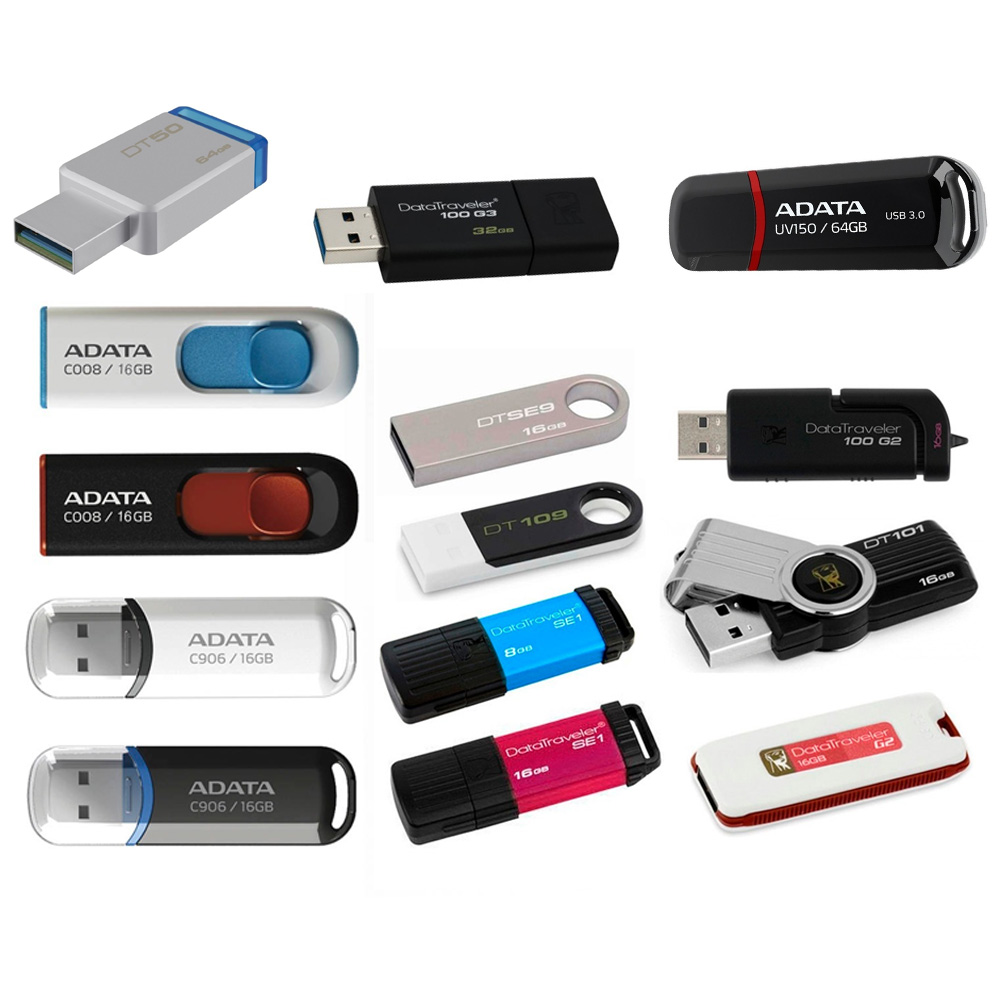 DT50
64GB
DataTraveler®
100 G3
32GB
ADATA
UV150 / 64GB
USB 3.0
ADATA
C008 / 16GB
DTSE9
16GB
DataTraveler
100 G2
16GB
ADATA
C008 / 16GB
DT109
DT101
16GB
ADATA
C906 / 16GB
DataTraveler
SE1
8GB
DataTraveler®
SE1
16GB
DataTraveler
G2
16GB
ADATA
C906 / 16GB